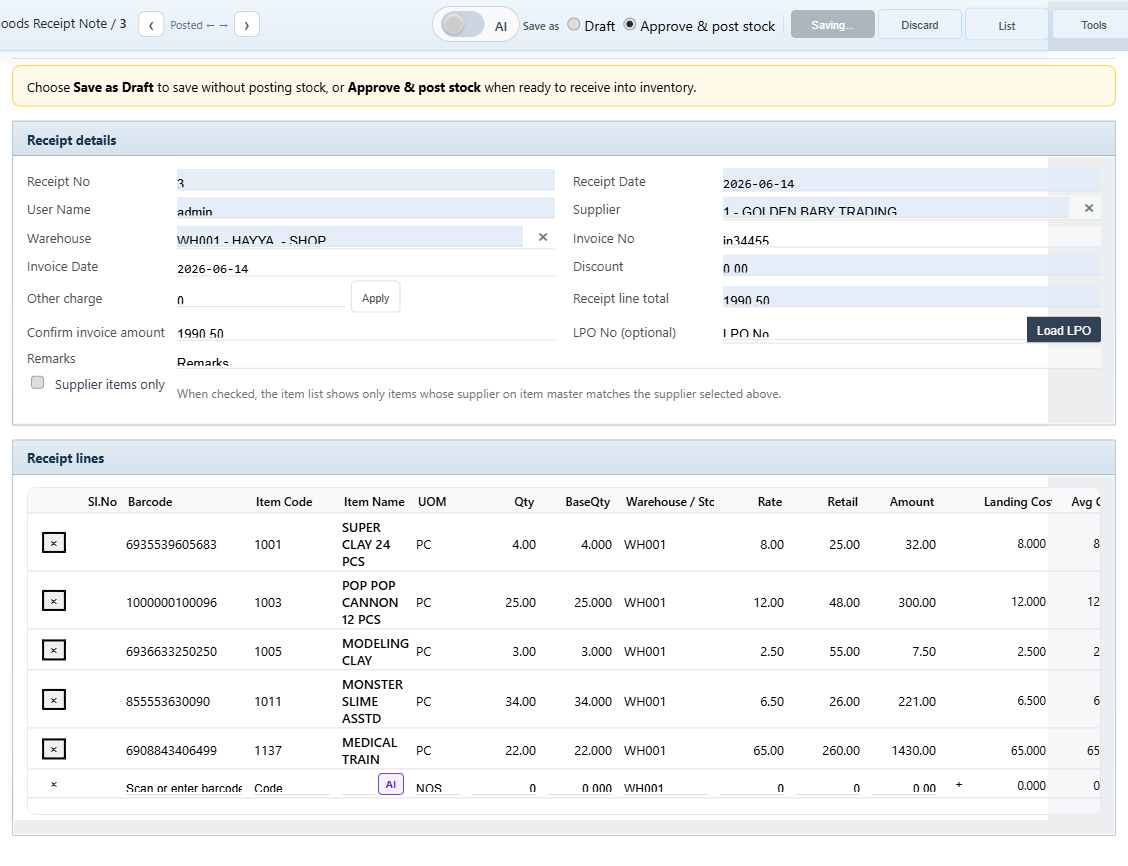 oods Receipt Note / 3 ‹ Posted ←→ › AI Save as Draft Approve & post stock Saving... Discard List Tools
Choose Save as Draft to save without posting stock, or Approve & post stock when ready to receive into inventory.
Receipt details
Receipt No 3 Receipt Date 2026-06-14
User Name admin Supplier 1 - GOLDEN BABY TRADING ×
Warehouse WH001 - HAYYA - SHOP × Invoice No in34455
Invoice Date 2026-06-14 Discount 0.00
Other charge 0 Apply Receipt line total 1990.50
Confirm invoice amount 1990.50 LPO No (optional) LPO No Load LPO
Remarks Remarks
Supplier items only When checked, the item list shows only items whose supplier on item master matches the supplier selected above.
Receipt lines
Sl.No Barcode Item Code Item Name UOM Qty BaseQty Warehouse / Stc Rate Retail Amount Landing Cos Avg C
× 6935539605683 1001 SUPER CLAY 24 PCS PC 4.00 4.000 WH001 8.00 25.00 32.00 8.000 8
× 1000000100096 1003 POP POP CANNON 12 PCS PC 25.00 25.000 WH001 12.00 48.00 300.00 12.000 12
× 6936633250250 1005 MODELING CLAY PC 3.00 3.000 WH001 2.50 55.00 7.50 2.500 2
× 855553630090 1011 MONSTER SLIME ASSTD PC 34.00 34.000 WH001 6.50 26.00 221.00 6.500 6
× 6908843406499 1137 MEDICAL TRAIN PC 22.00 22.000 WH001 65.00 260.00 1430.00 65.000 65
× Scan or enter barcode Code AI NOS 0 0.000 WH001 0 0 0.00 + 0.000 0